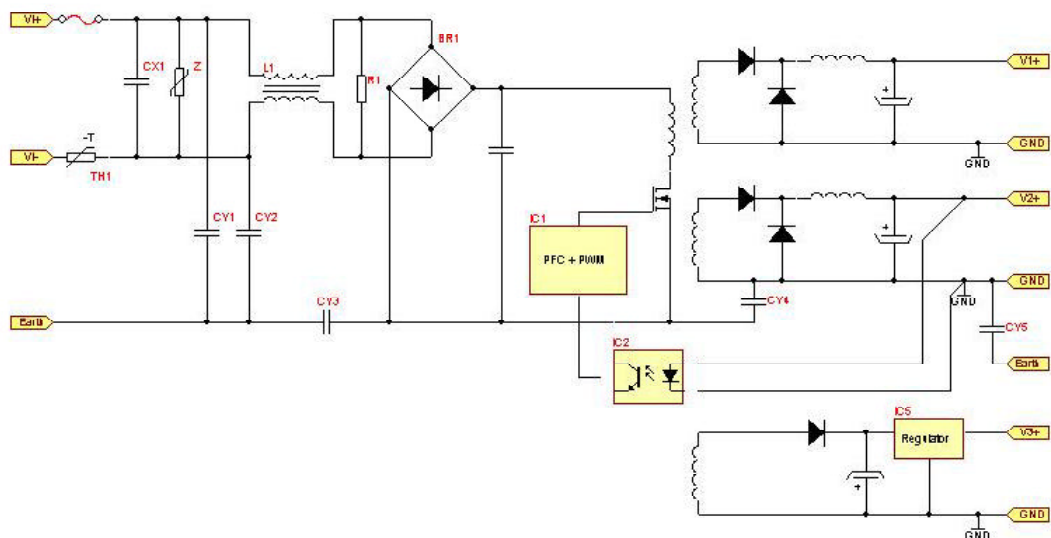 VI+
BR1
CX1
Z
L1
R1
V1+
GND
GND
VI-
-T
TH1
V2+
CY1
CY2
IC1
PFC + PWM
GND
GND
CY3
CY4
Earth
CY5
IC2
Earth
IC5
Regulator
V3+
GND
GND